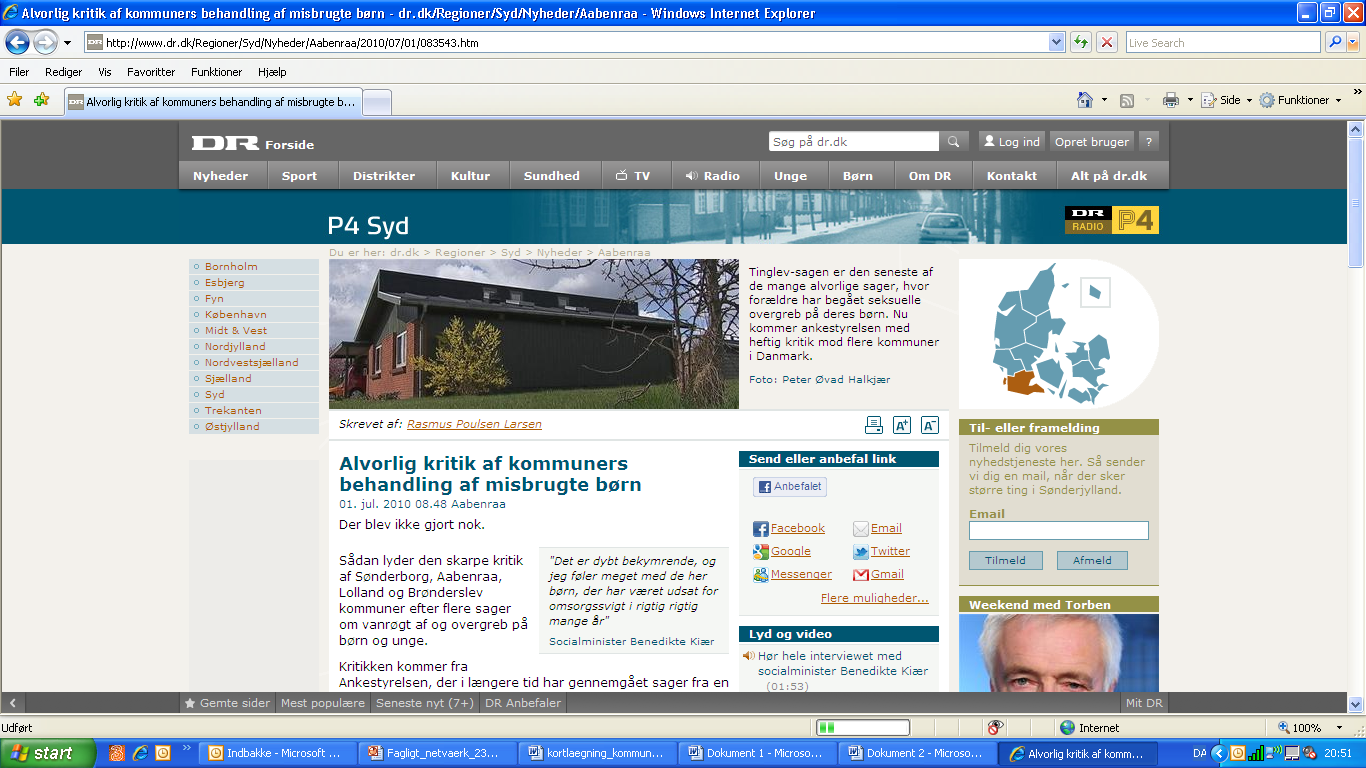 Alvorlig kritik af kommuners behandling af misbrugte børn - dr.dk/Regioner/Syd/Nyheder/Aabenraa - Windows Internet Explorer
http://www.dr.dk/Regioner/Syd/Nyheder/Aabenraa/2010/07/01/083543.htm
Live Search
Filer Rediger Vis Favoritter Funktioner Hjælp
Alvorlig kritik af kommuners behandling af misbrugte b...
Side Funktioner
DR Forside
Søg på dr.dk
Log ind
Opret bruger
?
Nyheder Sport Distrikter Kultur Sundhed TV Radio Unge Børn Om DR Kontakt Alt på dr.dk
P4 Syd
DR
RADIO
P4
Du er her: dr.dk > Regioner > Syd > Nyheder > Aabenraa
Bornholm
Esbjerg
Fyn
København
Midt & Vest
Nordjylland
Nordvestsjælland
Sjælland
Syd
Trekanten
Østjylland
Tinglev-sagen er den seneste af
de mange alvorlige sager, hvor
forældre har begået seksuelle
overgreb på deres børn. Nu
kommer ankestyrelsen med
heftig kritik mod flere kommuner
i Danmark.
Foto: Peter Øvad Halkjær
Skrevet af: Rasmus Poulsen Larsen
A+
A-
Alvorlig kritik af kommuners
behandling af misbrugte børn
01. jul. 2010 08.48 Aabenraa
Der blev ikke gjort nok.
Sådan lyder den skarpe kritik
af Sønderborg, Aabenraa,
Lolland og Brønderslev
kommuner efter flere sager
om vanrøgt af og overgreb på
børn og unge.
Kritikken kommer fra
Ankestyrelsen, der i længere tid har gennemgået sager fra en
"Det er dybt bekymrende, og
jeg føler meget med de her
børn, der har været udsat for
omsorgssvigt i rigtig rigtig
mange år"
Socialminister Benedikte Kiær
Send eller anbefal link
Anbefalet
Facebook Email
Google Twitter
Messenger Gmail
Flere muligheder...
Lyd og video
Hør hele interviewet med
socialminister Benedikte Kiær
(01:53)
Til- eller framelding
Tilmeld dig vores
nyhedstjeneste her. Så sender
vi dig en mail, når der sker
større ting i Sønderjylland.
Email
Tilmeld Afmeld
Weekend med Torben
Gemte sider Mest populære Seneste nyt (7+) DR Anbefaler Mit DR
Udført
Internet
100%
start
Indbakke - Microsoft ...
Fagligt_netvaerk_23...
kortlaegning_kommun...
Dokument 1 - Microso...
Dokument 2 - Microso...
Alvorlig kritik af komm...
DA
20:51